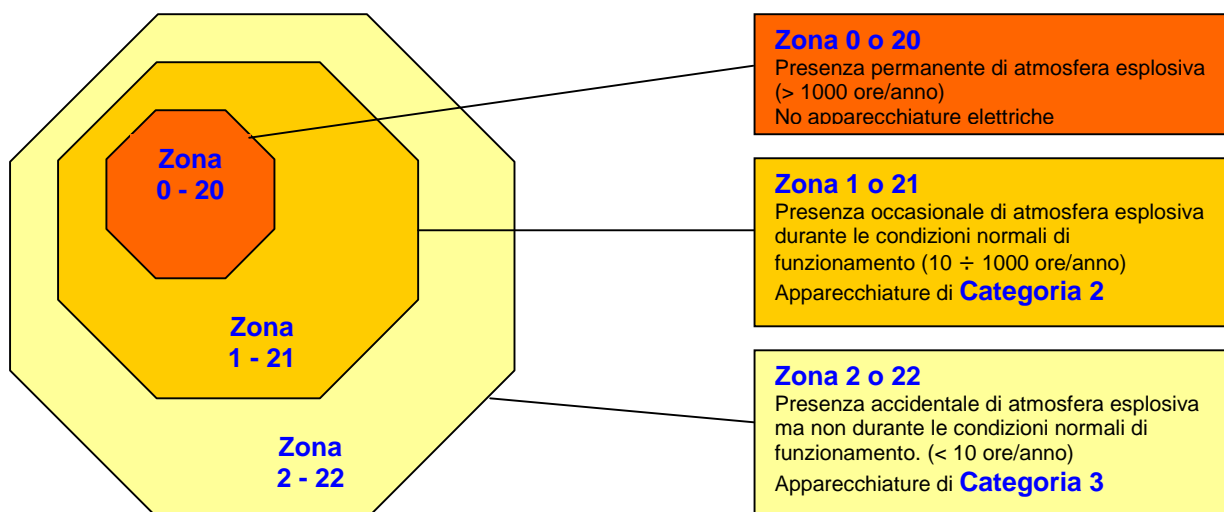 Zona
0 - 20
Zona
1 - 21
Zona
2 - 22
Zona 0 o 20
Presenza permanente di atmosfera esplosiva
(> 1000 ore/anno)
No apparecchiature elettriche
Zona 1 o 21
Presenza occasionale di atmosfera esplosiva
durante le condizioni normali di
funzionamento (10 ÷ 1000 ore/anno)
Apparecchiature di Categoria 2
Zona 2 o 22
Presenza accidentale di atmosfera esplosiva
ma non durante le condizioni normali di
funzionamento. (< 10 ore/anno)
Apparecchiature di Categoria 3